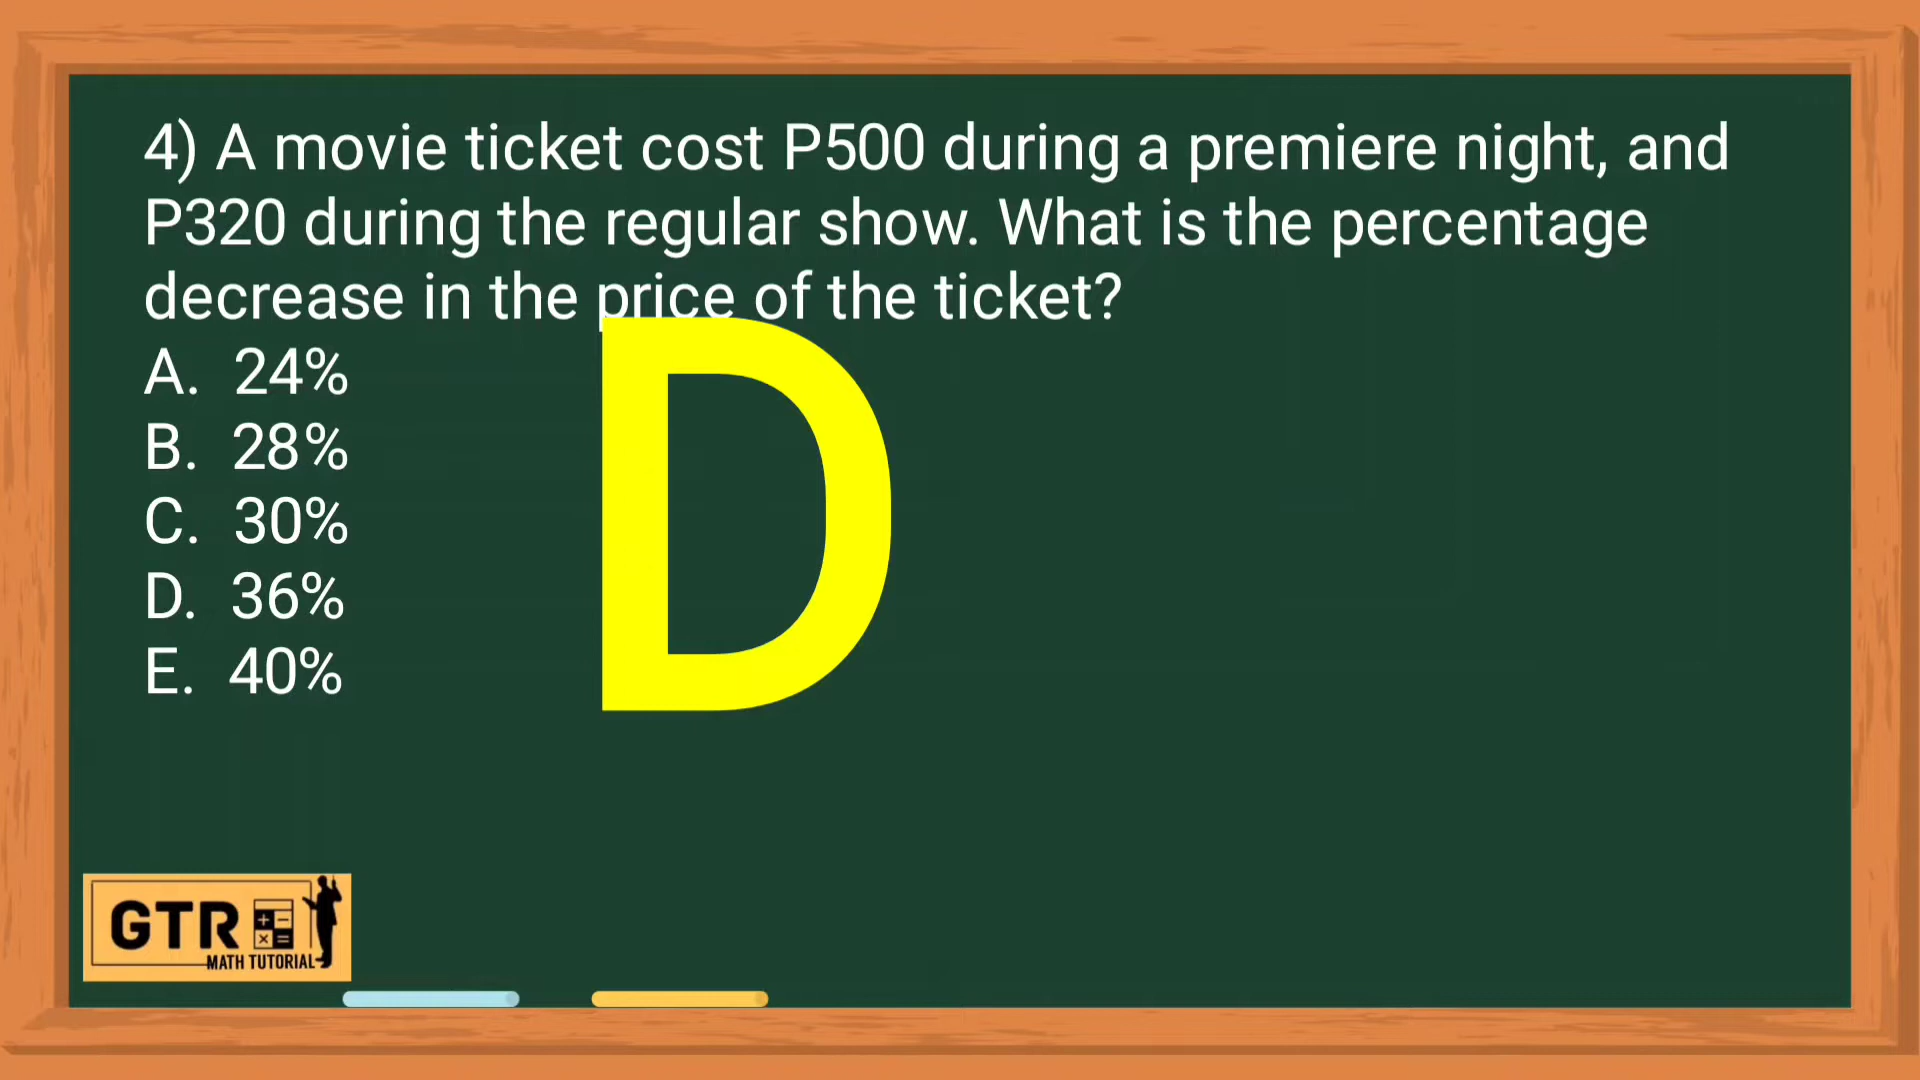 4) A movie ticket cost P500 during a premiere night, and
P320 during the regular show. What is the percentage
decrease in the price of the ticket?
A. 24%
B. 28%
C. 30%
D. 36%
E. 40%
D
GTR
MATH TUTORIAL